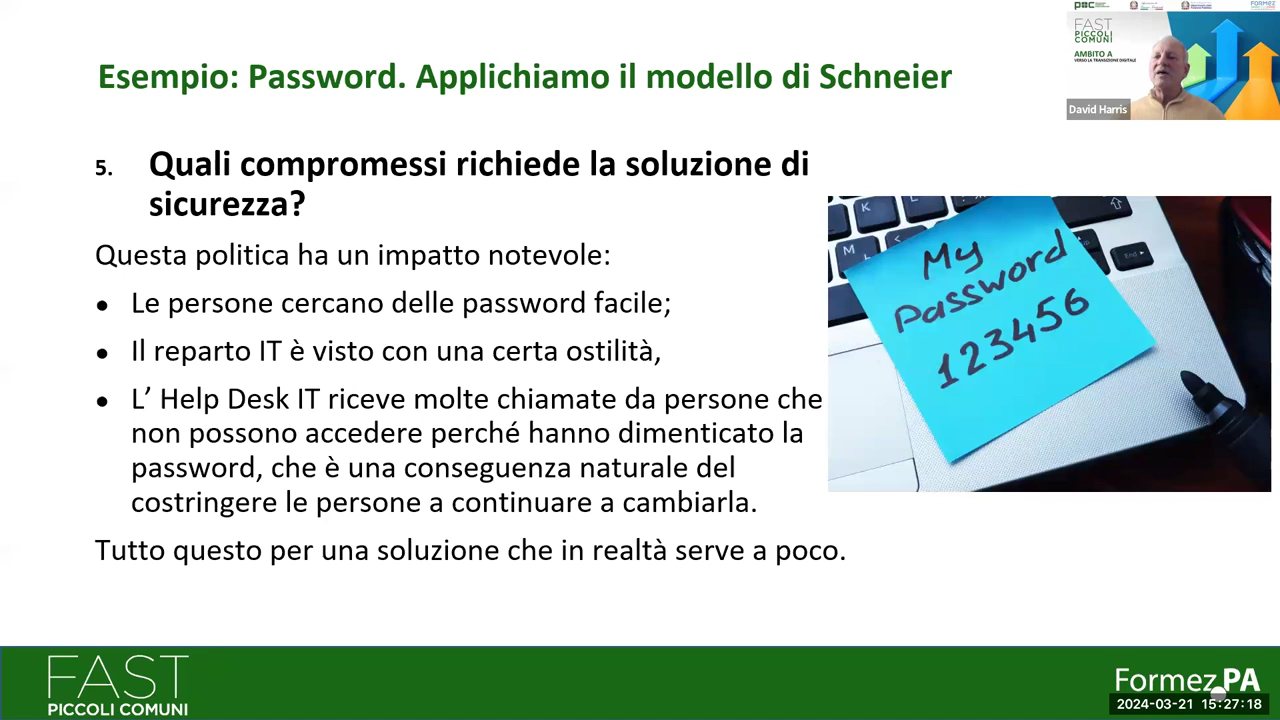 Esempio: Password. Applichiamo il modello di Schneier
5. Quali compromessi richiede la soluzione di
sicurezza?
Questa politica ha un impatto notevole:
• Le persone cercano delle password facile;
• Il reparto IT è visto con una certa ostilità,
• L’ Help Desk IT riceve molte chiamate da persone che
non possono accedere perché hanno dimenticato la
password, che è una conseguenza naturale del
costringere le persone a continuare a cambiarla.
Tutto questo per una soluzione che in realtà serve a poco.
My
Password
123456
K
L
M
End
FAST
PICCOLI
COMUNI
AMBITO A
VERSO LA TRANSIZIONE DIGITALE
David Harris
FAST
PICCOLI COMUNI
Formez PA
2024-03-21 15:27:18